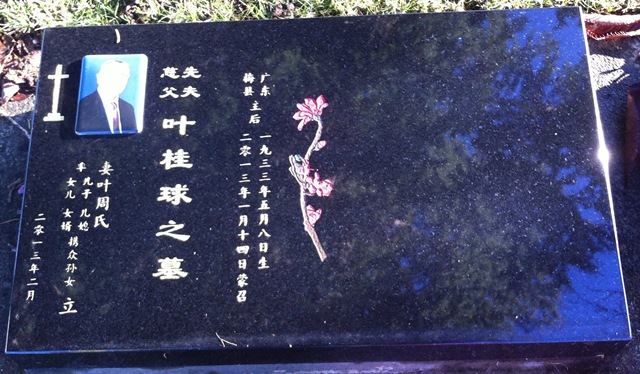 广东 主后 一九三三年五月八日生
梅县 二零一三年一月十四日蒙召
先夫
慈父
叶桂球之墓
妻叶周氏
率 儿子 儿媳
女儿 女婿 携众孙女 立
二零一三年二月